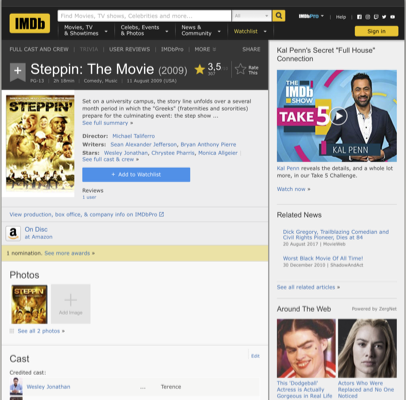 IMDb
Find Movies, TV shows, Celebrities and more...
All
Movies, TV & Showtimes
Celebs, Events & Photos
News & Community
Watchlist
IMDbPro
Help
Sign in
FULL CAST AND CREW | TRIVIA | USER REVIEWS | IMDbPro | MORE
SHARE
Steppin: The Movie (2009)
3,5
Rate This
PG-13 | 2h 18min | Comedy, Music | 11 August 2009 (USA)
STEPPIN'
Set on a university campus, the story line unfolds over a several
month period in which the "Greeks" (fraternities and sororities)
prepare for the culminating event: the step show ...
See full summary »
Director: Michael Taliferro
Writers: Sean Alexander Jefferson, Bryan Anthony Pierre
Stars: Wesley Jonathan, Chrystee Pharris, Monica Allgeier |
See full cast & crew »
+ Add to Watchlist
Reviews
1 user
View production, box office, & company info on IMDbPro
a
On Disc
at Amazon
1 nomination. See more awards »
Photos
STEPPIN'
Add Image
See all 2 photos »
Cast
Edit
Credited cast:
Wesley Jonathan ... Terence
Kal Penn's Secret "Full House"
Connection
THE
IMDb
SHOW
TAKE 5
KAL PENN
Kal Penn reveals the details, and a whole lot
more, in our Take 5 Challenge.
Watch now »
Related News
Dick Gregory, Trailblazing Comedian and
Civil Rights Pioneer, Dies at 84
20 August 2017 | MovieWeb
Worst Black Movie Of All Time!
30 December 2010 | ShadowAndAct
See all related articles »
Around The Web
Powered by ZergNet
This 'Dodgeball'
Actress is Actually
Gorgeous in Real Life
Actors Who Were
Replaced and No One
Noticed